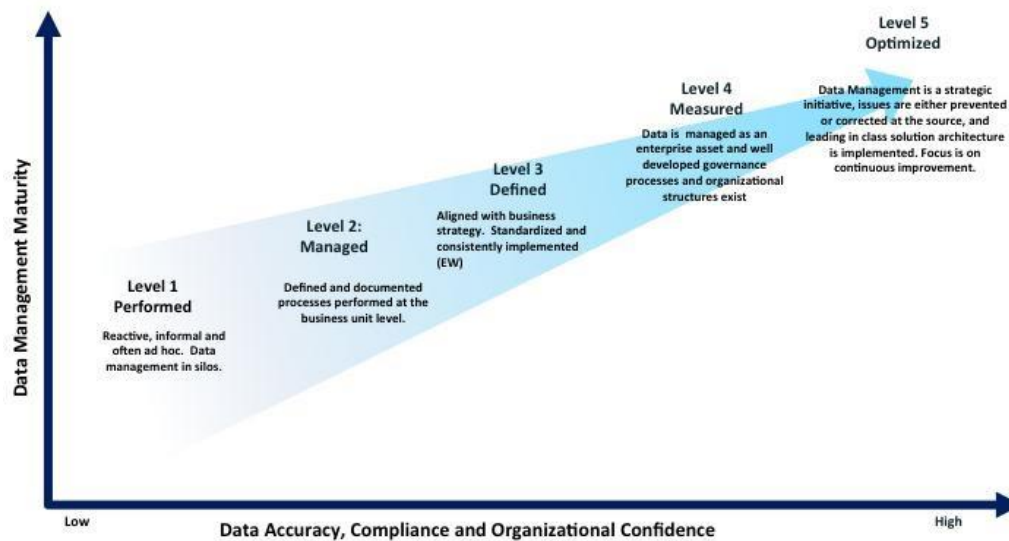 Level 5
Optimized
Data Management is a strategic
initiative, issues are either prevented
or corrected at the source, and
leading in class solution architecture
is implemented. Focus is on
continuous improvement.
Level 4
Measured
Data is managed as an
enterprise asset and well
developed governance
processes and organizational
structures exist
Level 3
Defined
Aligned with business
strategy. Standardized and
consistently implemented
(EW)
Level 2:
Managed
Defined and documented
processes performed at the
business unit level.
Level 1
Performed
Reactive, informal and
often ad hoc. Data
management in silos.
Data Management Maturity
Low
Data Accuracy, Compliance and Organizational Confidence
High